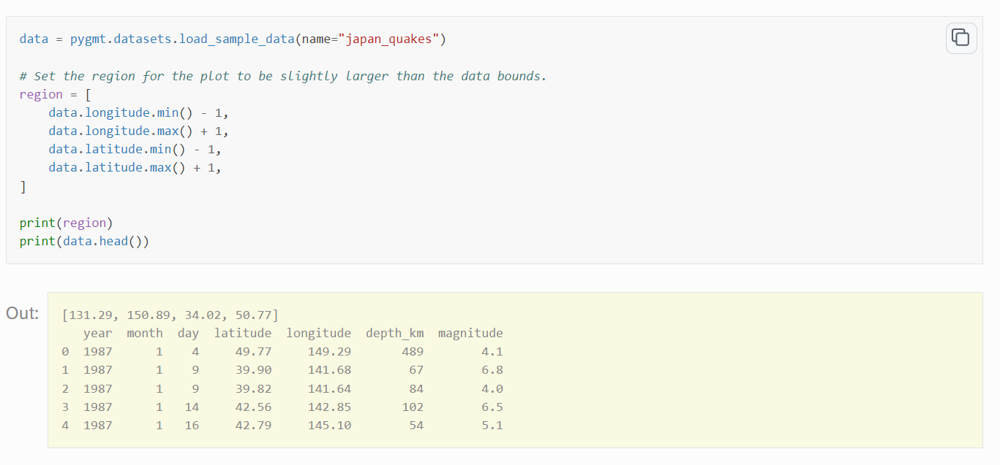 data = pygmt.datasets.load_sample_data(name="japan_quakes")

# Set the region for the plot to be slightly larger than the data bounds.
region = [
    data.longitude.min() - 1,
    data.longitude.max() + 1,
    data.latitude.min() - 1,
    data.latitude.max() + 1,
]

print(region)
print(data.head())

Out:
[131.29, 150.89, 34.02, 50.77]
   year  month  day  latitude  longitude  depth_km  magnitude
0  1987      1    4     49.77     149.29       489        4.1
1  1987      1    9     39.90     141.68        67        6.8
2  1987      1    9     39.82     141.64        84        4.0
3  1987      1   14     42.56     142.85       102        6.5
4  1987      1   16     42.79     145.10        54        5.1